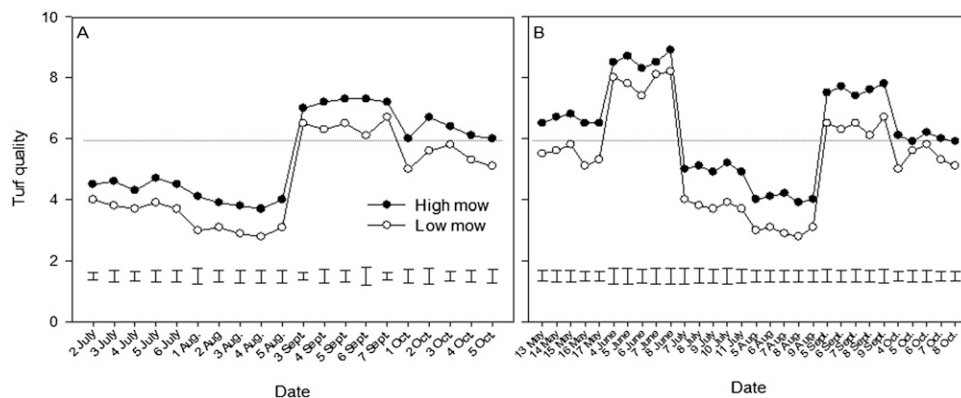 10
8
6
4
2
0
Turf quality
A
B
High mow
Low mow
2 July
3 July
4 July
5 July
6 July
1 Aug
2 Aug
3 Aug
4 Aug
5 Aug
3 Sept
4 Sept
5 Sept
6 Sept
7 Sept
1 Oct
2 Oct
3 Oct
4 Oct
5 Oct
Date
13 May
14 May
15 May
16 May
17 May
4 June
5 June
6 June
7 June
8 June
7 July
8 July
9 July
10 July
11 July
5 Aug
6 Aug
7 Aug
8 Aug
9 Aug
5 Sept.
6 Sept.
7 Sept.
8 Sept.
9 Sept.
4 Oct.
5 Oct.
6 Oct.
7 Oct.
8 Oct.
Date